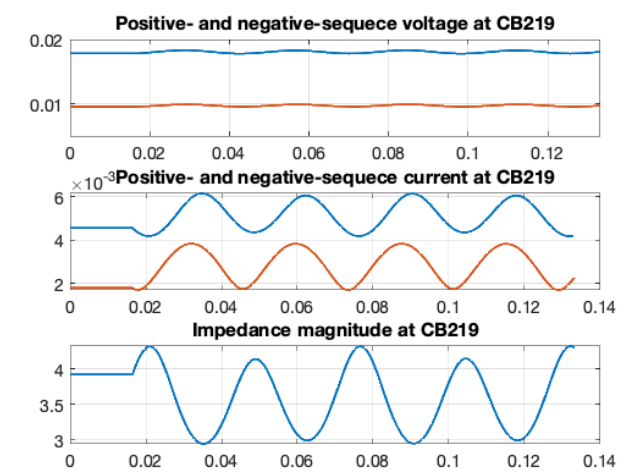 Positive- and negative-sequece voltage at CB219
0.02
0.01
0 0.02 0.04 0.06 0.08 0.1 0.12
×10-3 Positive- and negative-sequece current at CB219
6
4
2
0 0.02 0.04 0.06 0.08 0.1 0.12 0.14
Impedance magnitude at CB219
4
3.5
3
0 0.02 0.04 0.06 0.08 0.1 0.12 0.14